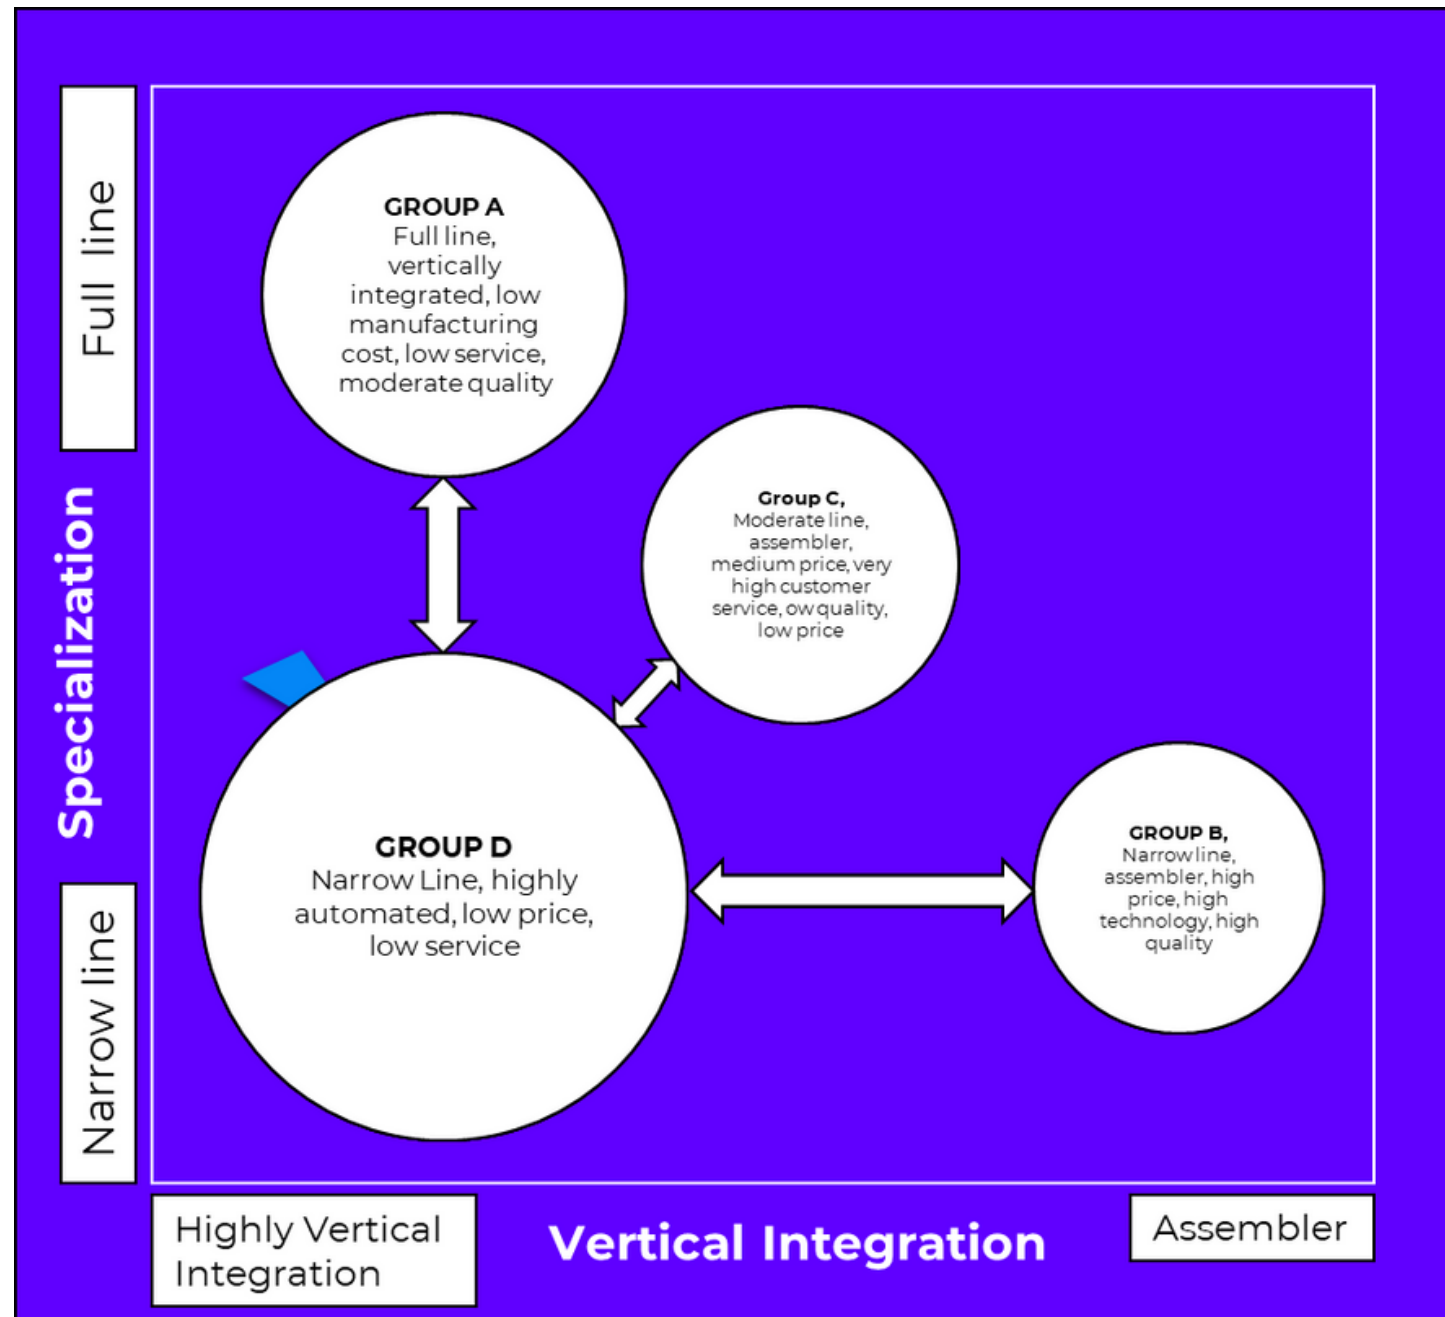 Full line
Specialization
Narrow line
GROUP A
Full line,
vertically
integrated, low
manufacturing
cost, low service,
moderate quality
Group C,
Moderate line,
assembler,
medium price, very
high customer
service, ow quality,
low price
GROUP D
Narrow Line, highly
automated, low price,
low service
GROUP B,
Narrow line,
assembler, high
price, high
technology, high
quality
Highly Vertical
Integration
Vertical Integration
Assembler